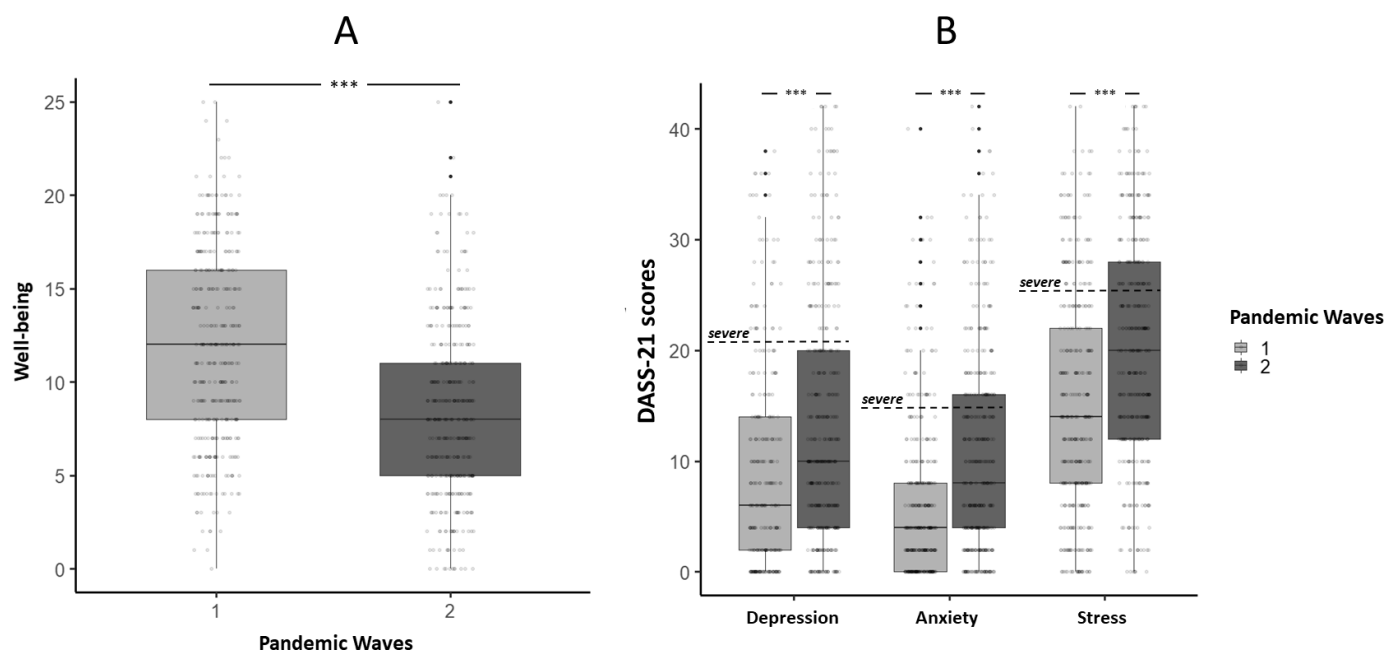 A
***
25
20
15
10
5
0
Well-being
1
2
Pandemic Waves
B
*** *** ***
40
30
20
10
0
DASS-21 scores
severe
severe
severe
Depression
Anxiety
Stress
Pandemic Waves
1
2